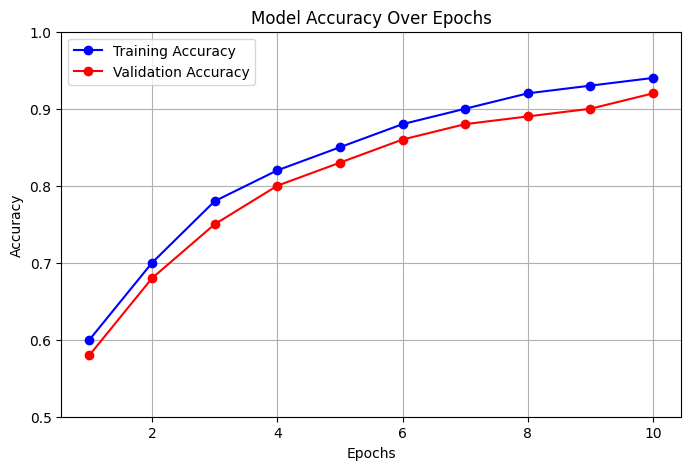 Model Accuracy Over Epochs
Training Accuracy
Validation Accuracy
Accuracy
1.0
0.9
0.8
0.7
0.6
0.5
2 4 6 8 10
Epochs